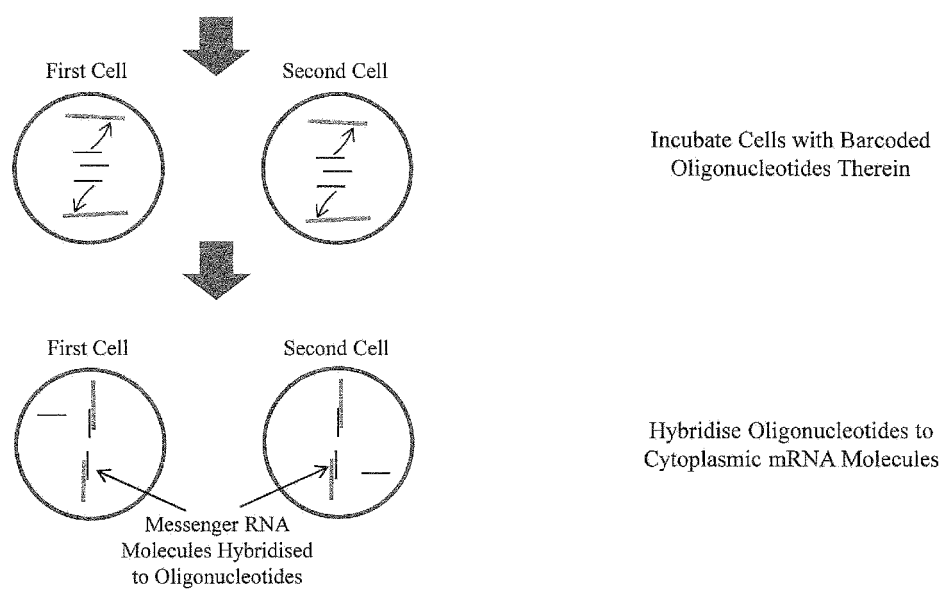 First Cell
Second Cell
Incubate Cells with Barcoded
Oligonucleotides Therein
First Cell
Second Cell
Hybridise Oligonucleotides to
Cytoplasmic mRNA Molecules
Messenger RNA
Molecules Hybridised
to Oligonucleotides